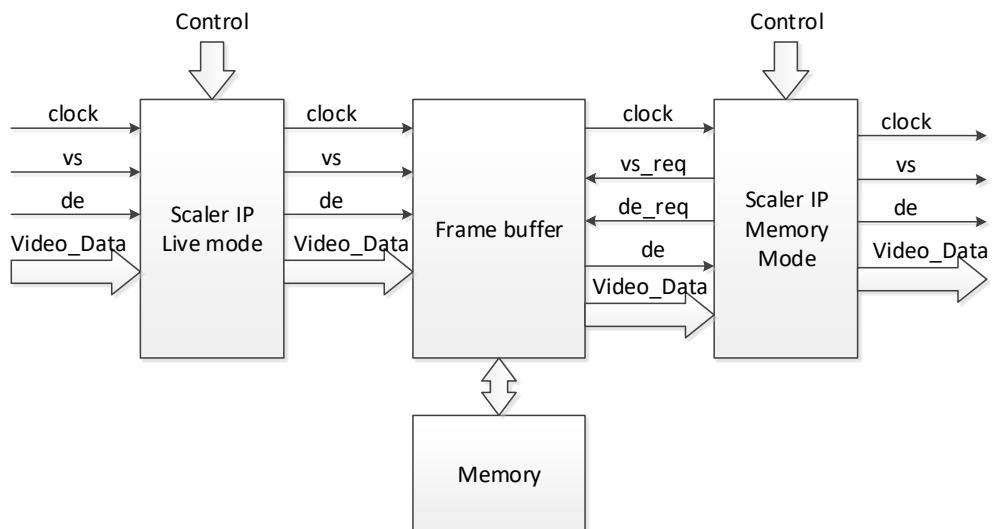 Control
Control
clock
vs
de
Video_Data
Scaler IP
Live mode
clock
vs
de
Video_Data
Frame buffer
clock
vs_req
de_req
de
Video_Data
Scaler IP
Memory
Mode
clock
vs
de
Video_Data
Memory